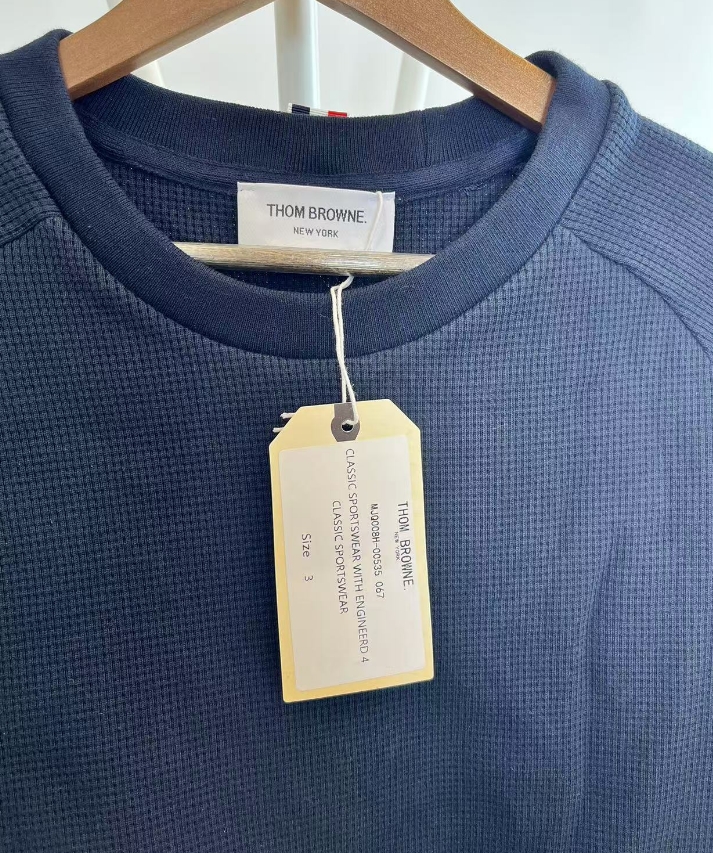 THOM BROWNE.
NEW YORK
THOM BROWNE.
NEW YORK
MJQ008H-00535 067
CLASSIC SPORTSWEAR WITH ENGINEERD 4
CLASSIC SPORTSWEAR
Size 3